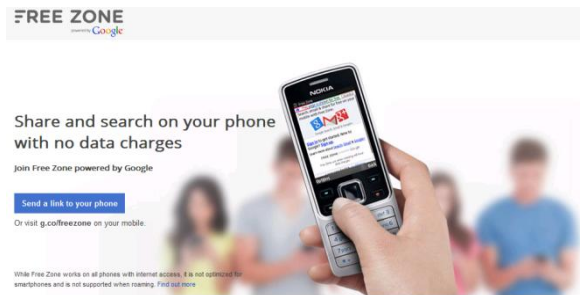 FREE ZONE
powered by Google
Share and search on your phone
with no data charges
Join Free Zone powered by Google
Send a link to your phone
Or visit g.co/freezone on your mobile.
While Free Zone works on all phones with internet access, it is not optimized for
smartphones and is not supported when roaming. Find out more
NOKIA